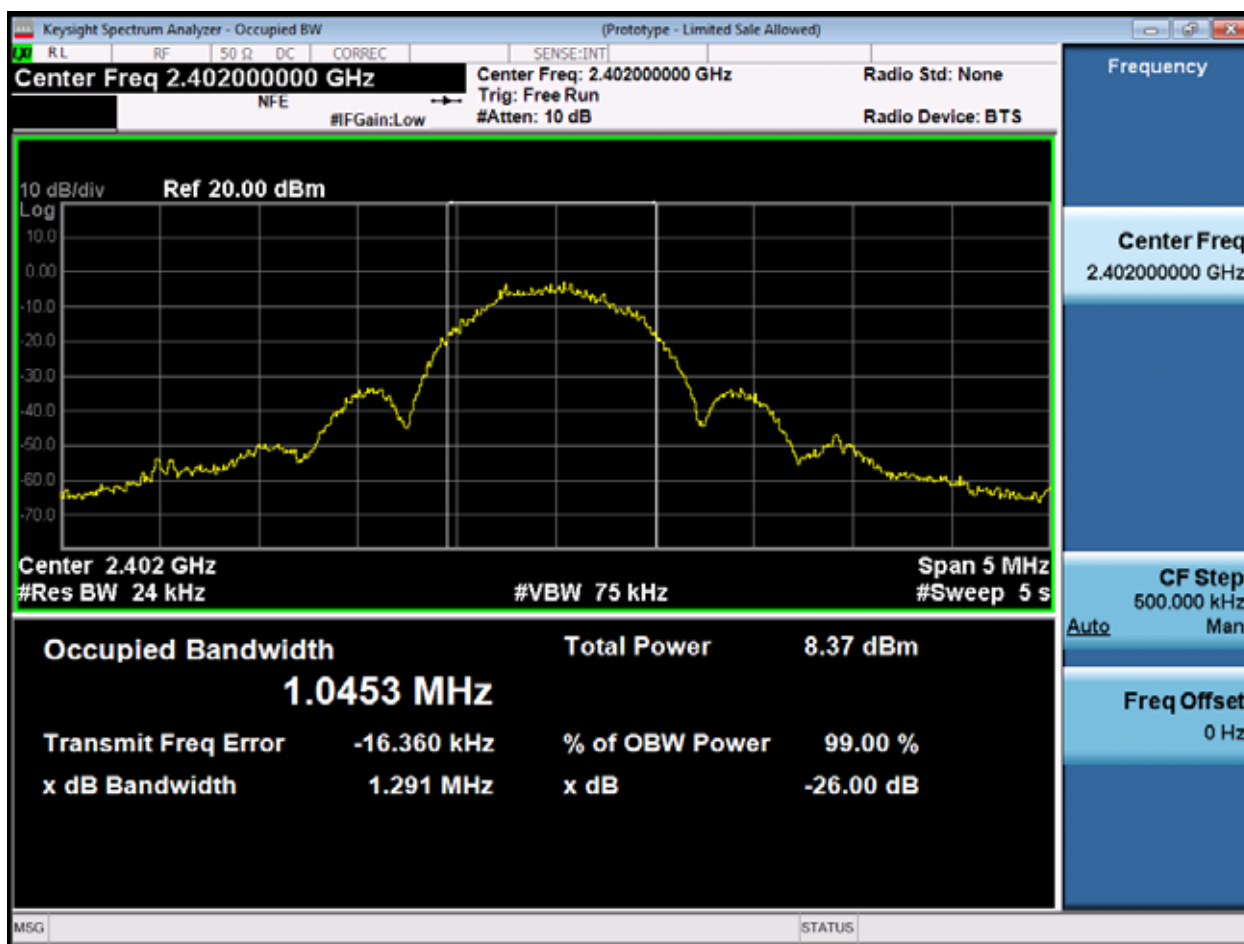 Keysight Spectrum Analyzer - Occupied BW (Prototype - Limited Sale Allowed)
RL RF 50 Ω DC CORREC SENSE:INT
Center Freq 2.402000000 GHz
NFE
#IFGain:Low
Center Freq: 2.402000000 GHz
Trig: Free Run
#Atten: 10 dB
Radio Std: None
Radio Device: BTS
10 dB/div Ref 20.00 dBm
Log
10.0
0.00
-10.0
-20.0
-30.0
-40.0
-50.0
-60.0
-70.0
Center 2.402 GHz Span 5 MHz
#Res BW 24 kHz #VBW 75 kHz #Sweep 5 s
Occupied Bandwidth Total Power 8.37 dBm
1.0453 MHz
Transmit Freq Error -16.360 kHz % of OBW Power 99.00 %
x dB Bandwidth 1.291 MHz x dB -26.00 dB
MSG STATUS
Frequency
Center Freq
2.402000000 GHz
CF Step
500.000 kHz
Auto Man
Freq Offset
0 Hz